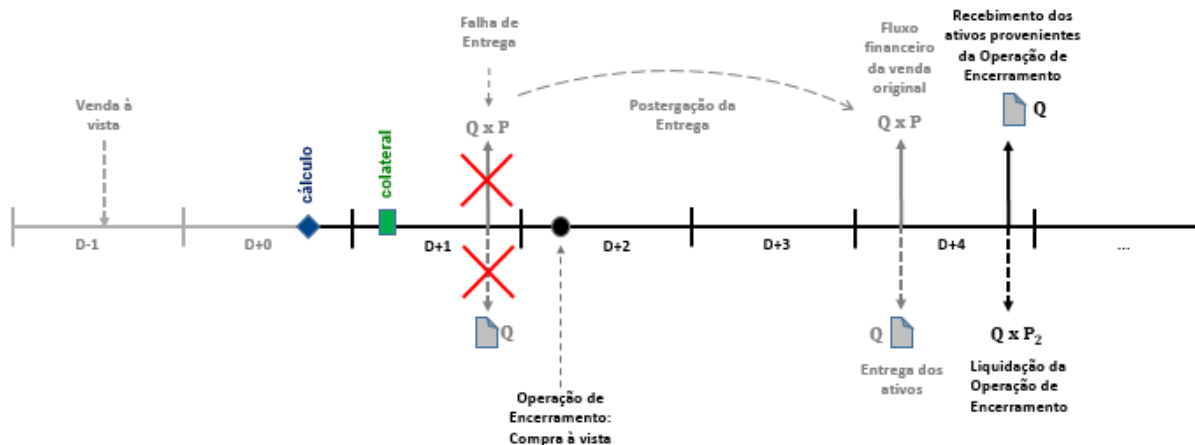 Falha de
Entrega
Fluxo
financeiro
da venda
original
Recebimento dos
ativos provenientes
da Operação de
Encerramento
Venda à
vista
Postergação da
Entrega
Q x P
Q x P
Q
cálculo
colateral
D-1
D+0
D+1
D+2
D+3
D+4
...
Q
Q
Q x P₂
Entrega dos
ativos
Liquidação da
Operação de
Encerramento
Operação de
Encerramento:
Compra à vista